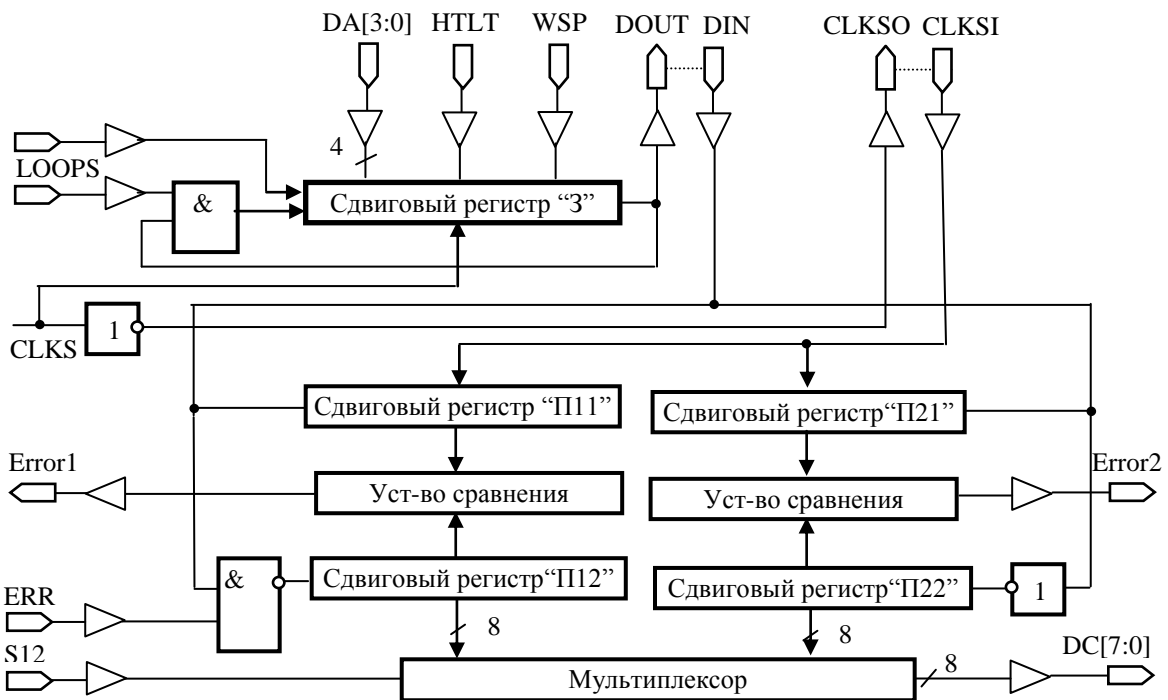 DA[3:0] HTLT WSP DOUT DIN CLKSO CLKSI
4
LOOPS
&
Сдвиговый регистр “З”
1
CLKS
Сдвиговый регистр “П11”
Сдвиговый регистр“П21”
Error1
Уст-во сравнения
Уст-во сравнения
Error2
&
Сдвиговый регистр“П12”
Сдвиговый регистр“П22”
1
ERR
8
8
S12
Мультиплексор
8
DC[7:0]